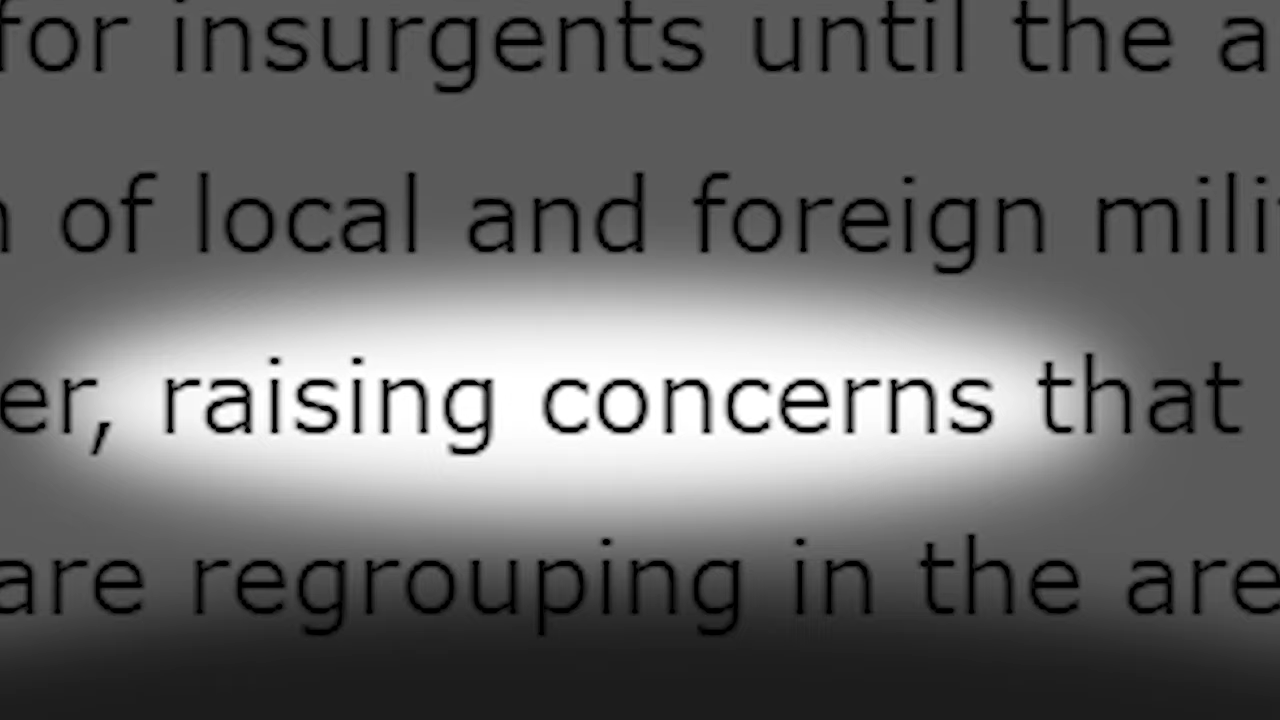 for insurgents until the a
of local and foreign mili
er, raising concerns that
are regrouping in the are